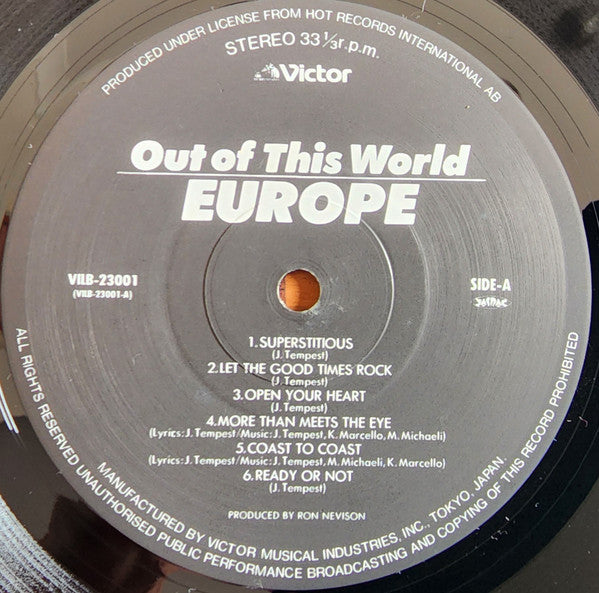 PRODUCED UNDER LICENSE FROM HOT RECORDS INTERNATIONAL AB
STEREO 33 1/3 r.p.m.
Victor
Out of This World
EUROPE
VILB-23001
(VILB-23001-A)
SIDE-A
JASRAC
1.SUPERSTITIOUS
(J. Tempest)
2.LET THE GOOD TIMES ROCK
(J. Tempest)
3.OPEN YOUR HEART
(J. Tempest)
4.MORE THAN MEETS THE EYE
(Lyrics:J. Tempest/Music:J. Tempest, K. Marcello, M. Michaeli)
5.COAST TO COAST
(Lyrics:J. Tempest/Music:J. Tempest, M. Michaeli, K. Marcello)
6.READY OR NOT
(J. Tempest)
PRODUCED BY RON NEVISON
MANUFACTURED BY VICTOR MUSICAL INDUSTRIES, INC., TOKYO, JAPAN.
ALL RIGHTS RESERVED UNAUTHORISED PUBLIC PERFORMANCE BROADCASTING AND COPYING OF THIS RECORD PROHIBITED